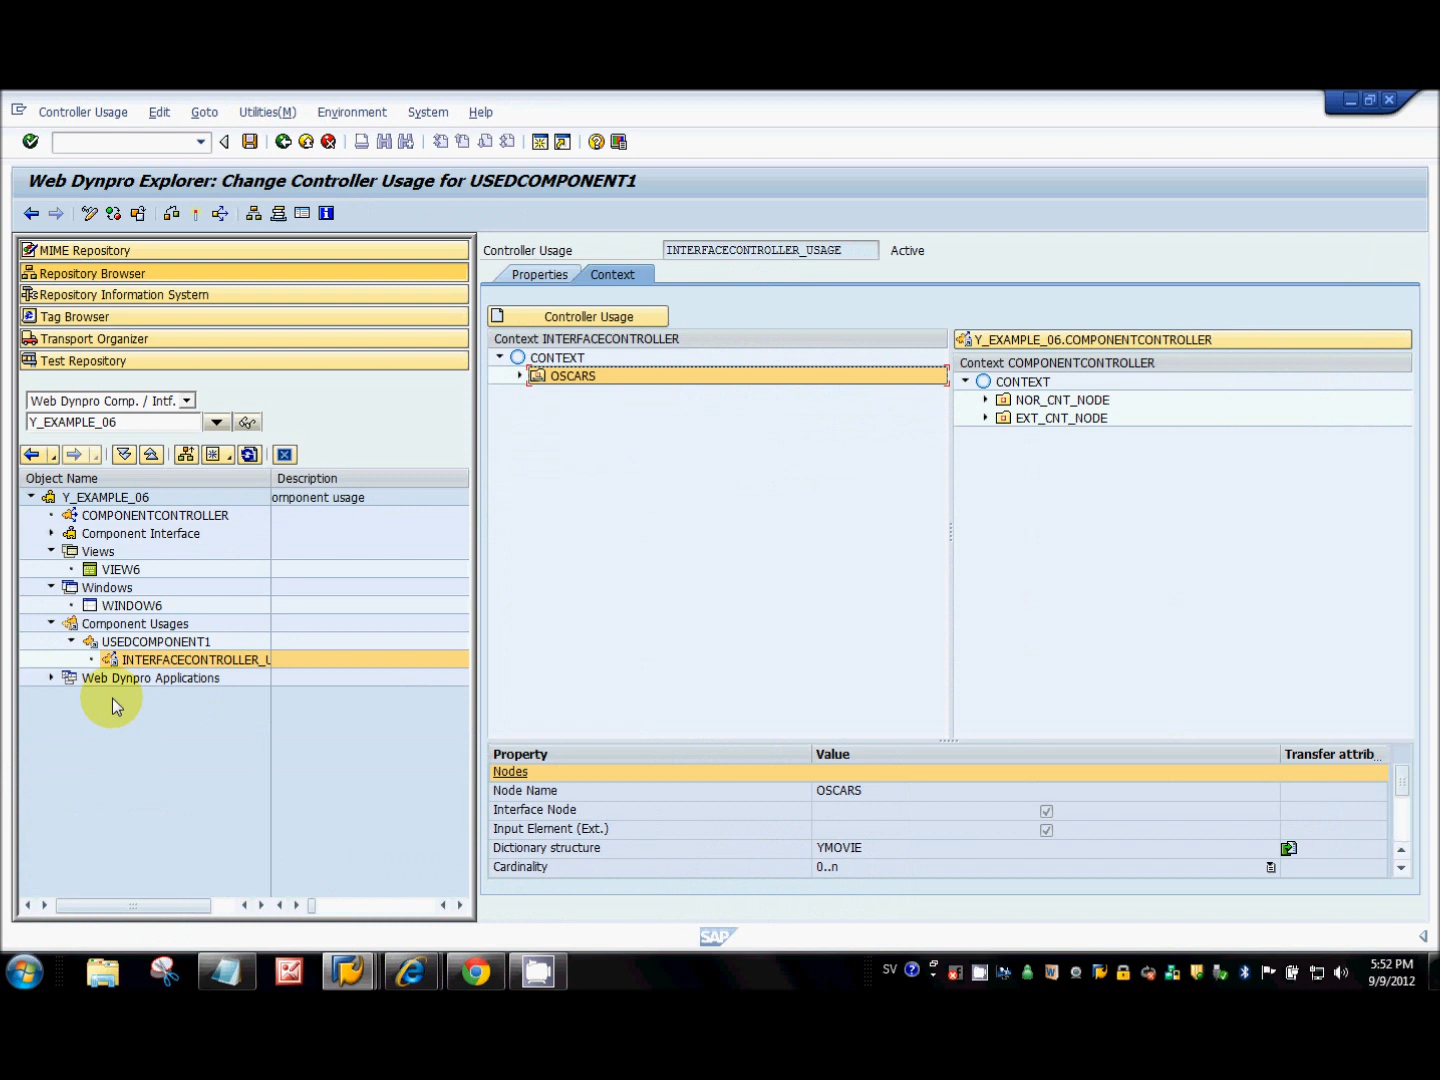 Controller Usage Edit Goto Utilities(M) Environment System Help
Web Dynpro Explorer: Change Controller Usage for USEDCOMPONENT1
MIME Repository
Repository Browser
Repository Information System
Tag Browser
Transport Organizer
Test Repository
Web Dynpro Comp. / Intf.
Y_EXAMPLE_06
Object Name Description
Y_EXAMPLE_06 omponent usage
COMPONENTCONTROLLER
Component Interface
Views
VIEW6
Windows
WINDOW6
Component Usages
USEDCOMPONENT1
INTERFACECONTROLLER_U
Web Dynpro Applications
Controller Usage INTERFACECONTROLLER_USAGE Active
Properties Context
Controller Usage
Context INTERFACECONTROLLER
CONTEXT
OSCARS
Y_EXAMPLE_06.COMPONENTCONTROLLER
Context COMPONENTCONTROLLER
CONTEXT
NOR_CNT_NODE
EXT_CNT_NODE
Property Value Transfer attrib...
Nodes
Node Name OSCARS
Interface Node
Input Element (Ext.)
Dictionary structure YMOVIE
Cardinality 0..n
SAP
SV 5:52 PM
9/9/2012